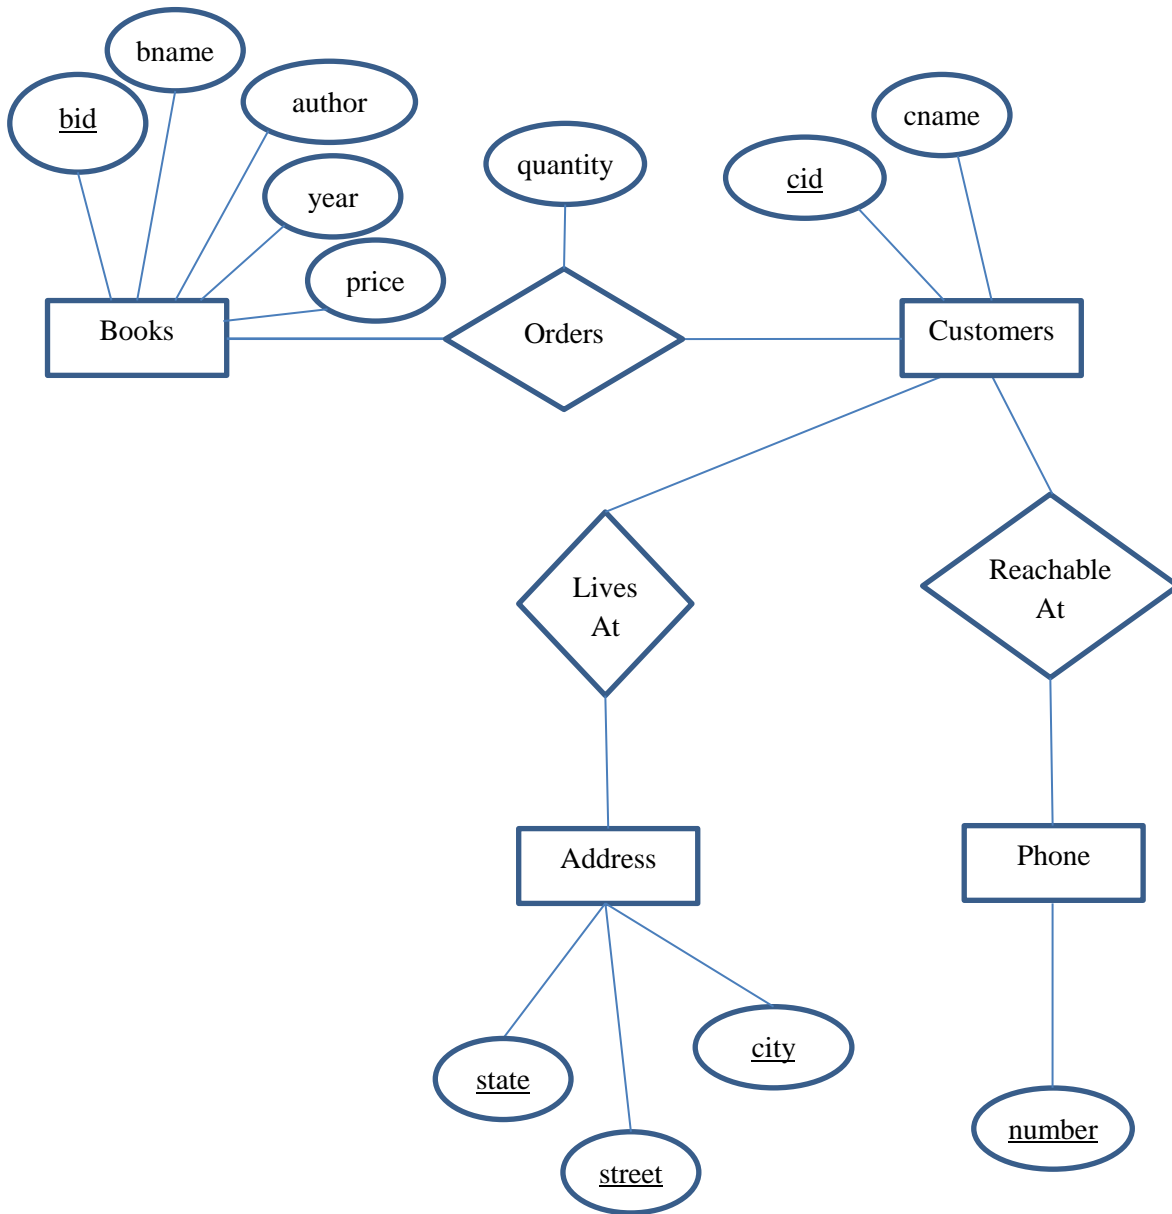 bname
bid
author
cname
quantity
cid
year
price
Books
Orders
Customers
Lives
At
Reachable
At
Address
Phone
city
state
number
street